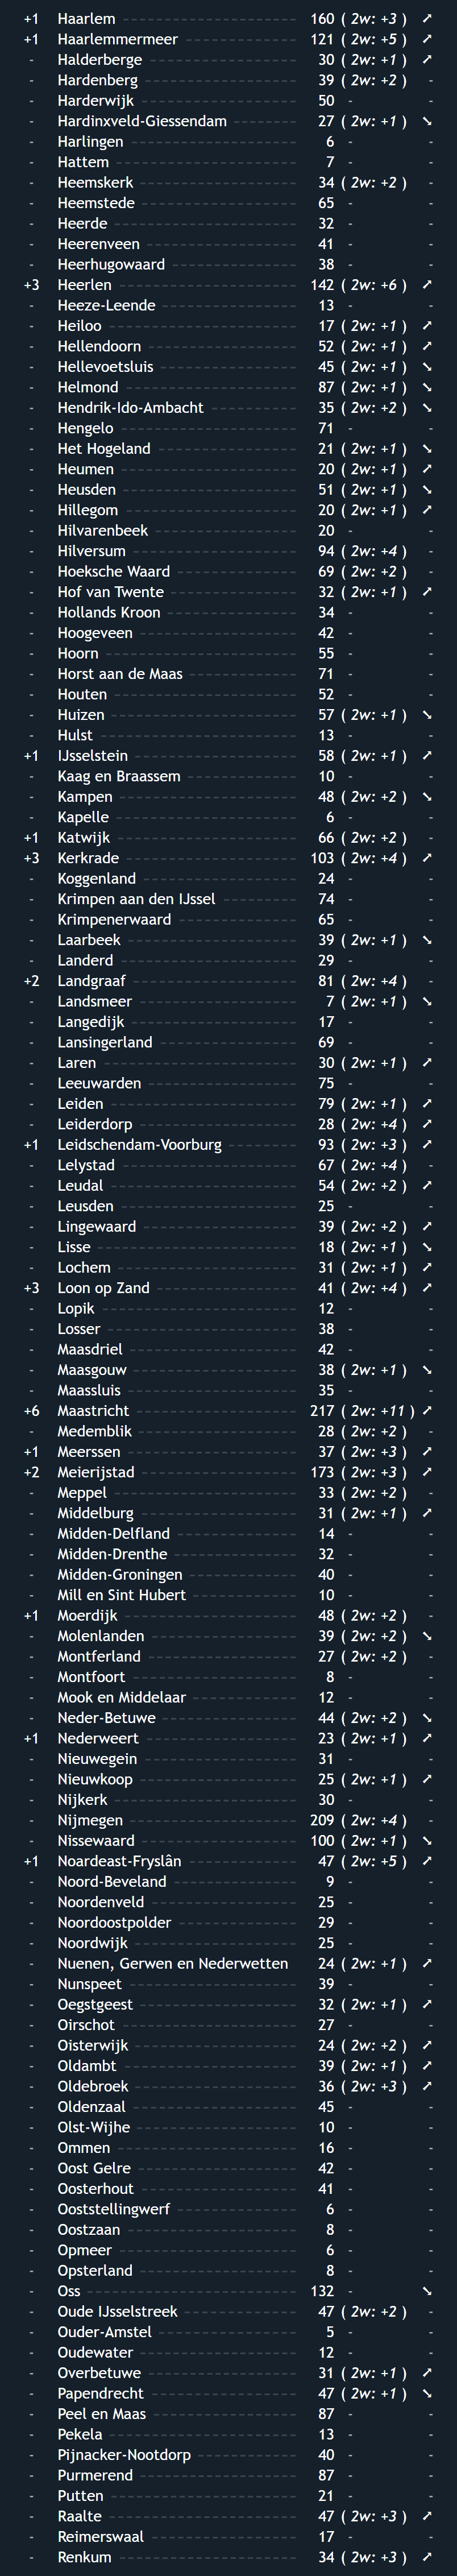 +1 Haarlem 160 ( 2w: +3 ) ➚
+1 Haarlemmermeer 121 ( 2w: +5 ) ➚
- Halderberge 30 ( 2w: +1 ) ➚
- Hardenberg 39 ( 2w: +2 ) -
- Harderwijk 50 - -
- Hardinxveld-Giessendam 27 ( 2w: +1 ) ➘
- Harlingen 6 - -
- Hattem 7 - -
- Heemskerk 34 ( 2w: +2 ) -
- Heemstede 65 - -
- Heerde 32 - -
- Heerenveen 41 - -
- Heerhugowaard 38 - -
+3 Heerlen 142 ( 2w: +6 ) ➚
- Heeze-Leende 13 - -
- Heiloo 17 ( 2w: +1 ) ➚
- Hellendoorn 52 ( 2w: +1 ) ➚
- Hellevoetsluis 45 ( 2w: +1 ) ➘
- Helmond 87 ( 2w: +1 ) ➘
- Hendrik-Ido-Ambacht 35 ( 2w: +2 ) ➘
- Hengelo 71 - -
- Het Hogeland 21 ( 2w: +1 ) ➘
- Heumen 20 ( 2w: +1 ) ➚
- Heusden 51 ( 2w: +1 ) ➘
- Hillegom 20 ( 2w: +1 ) ➚
- Hilvarenbeek 20 - -
- Hilversum 94 ( 2w: +4 ) -
- Hoeksche Waard 69 ( 2w: +2 ) -
- Hof van Twente 32 ( 2w: +1 ) ➚
- Hollands Kroon 34 - -
- Hoogeveen 42 - -
- Hoorn 55 - -
- Horst aan de Maas 71 - -
- Houten 52 - -
- Huizen 57 ( 2w: +1 ) ➘
- Hulst 13 - -
+1 IJsselstein 58 ( 2w: +1 ) ➚
- Kaag en Braassem 10 - -
- Kampen 48 ( 2w: +2 ) ➘
- Kapelle 6 - -
+1 Katwijk 66 ( 2w: +2 ) -
+3 Kerkrade 103 ( 2w: +4 ) ➚
- Koggenland 24 - -
- Krimpen aan den IJssel 74 - -
- Krimpenerwaard 65 - -
- Laarbeek 39 ( 2w: +1 ) ➘
- Landerd 29 - -
+2 Landgraaf 81 ( 2w: +4 ) -
- Landsmeer 7 ( 2w: +1 ) ➘
- Langedijk 17 - -
- Lansingerland 69 - -
- Laren 30 ( 2w: +1 ) ➚
- Leeuwarden 75 - -
- Leiden 79 ( 2w: +1 ) ➚
- Leiderdorp 28 ( 2w: +4 ) ➚
+1 Leidschendam-Voorburg 93 ( 2w: +3 ) ➚
- Lelystad 67 ( 2w: +4 ) -
- Leudal 54 ( 2w: +2 ) ➚
- Leusden 25 - -
- Lingewaard 39 ( 2w: +2 ) ➚
- Lisse 18 ( 2w: +1 ) ➘
- Lochem 31 ( 2w: +1 ) ➚
+3 Loon op Zand 41 ( 2w: +4 ) ➚
- Lopik 12 - -
- Losser 38 - -
- Maasdriel 42 - -
- Maasgouw 38 ( 2w: +1 ) ➘
- Maassluis 35 - -
+6 Maastricht 217 ( 2w: +11 ) ➚
- Medemblik 28 ( 2w: +2 ) -
+1 Meerssen 37 ( 2w: +3 ) ➚
+2 Meierijstad 173 ( 2w: +3 ) ➚
- Meppel 33 ( 2w: +2 ) -
- Middelburg 31 ( 2w: +1 ) ➚
- Midden-Delfland 14 - -
- Midden-Drenthe 32 - -
- Midden-Groningen 40 - -
- Mill en Sint Hubert 10 - -
+1 Moerdijk 48 ( 2w: +2 ) -
- Molenlanden 39 ( 2w: +2 ) ➘
- Montferland 27 ( 2w: +2 ) -
- Montfoort 8 - -
- Mook en Middelaar 12 - -
- Neder-Betuwe 44 ( 2w: +2 ) ➘
+1 Nederweert 23 ( 2w: +1 ) ➚
- Nieuwegein 31 - -
- Nieuwkoop 25 ( 2w: +1 ) ➚
- Nijkerk 30 - -
- Nijmegen 209 ( 2w: +4 ) -
- Nissewaard 100 ( 2w: +1 ) ➘
+1 Noardeast-Fryslân 47 ( 2w: +5 ) ➚
- Noord-Beveland 9 - -
- Noordenveld 25 - -
- Noordoostpolder 29 - -
- Noordwijk 25 - -
- Nuenen, Gerwen en Nederwetten 24 ( 2w: +1 ) ➚
- Nunspeet 39 - -
- Oegstgeest 32 ( 2w: +1 ) ➚
- Oirschot 27 - -
- Oisterwijk 24 ( 2w: +2 ) ➚
- Oldambt 39 ( 2w: +1 ) ➚
- Oldebroek 36 ( 2w: +3 ) ➚
- Oldenzaal 45 - -
- Olst-Wijhe 10 - -
- Ommen 16 - -
- Oost Gelre 42 - -
- Oosterhout 41 - -
- Ooststellingwerf 6 - -
- Oostzaan 8 - -
- Opmeer 6 - -
- Opsterland 8 - -
- Oss 132 - ➘
- Oude IJsselstreek 47 ( 2w: +2 ) -
- Ouder-Amstel 5 - -
- Oudewater 12 - -
- Overbetuwe 31 ( 2w: +1 ) ➚
- Papendrecht 47 ( 2w: +1 ) ➘
- Peel en Maas 87 - -
- Pekela 13 - -
- Pijnacker-Nootdorp 40 - -
- Purmerend 87 - -
- Putten 21 - -
- Raalte 47 ( 2w: +3 ) ➚
- Reimerswaal 17 - -
- Renkum 34 ( 2w: +3 ) ➚